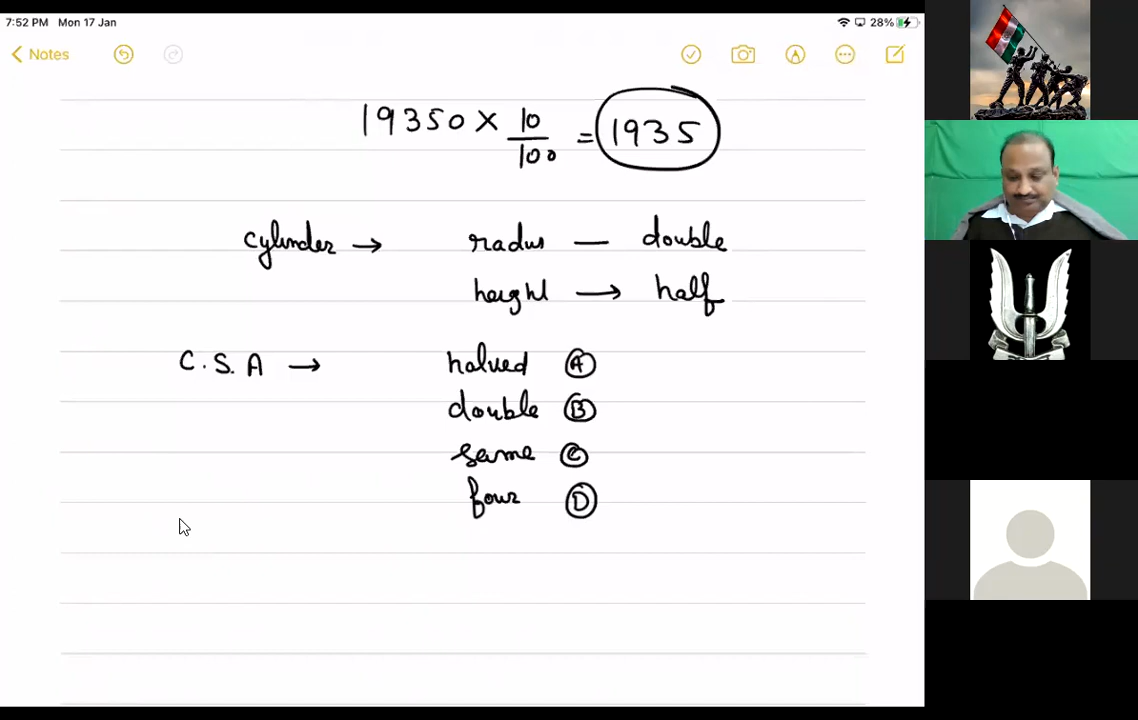 7:52 PM Mon 17 Jan 28%
Notes
19350 × 10/100 = 1935
cylinder → radus — double
height → half
C.S.A → halved A
double B
same C
four D